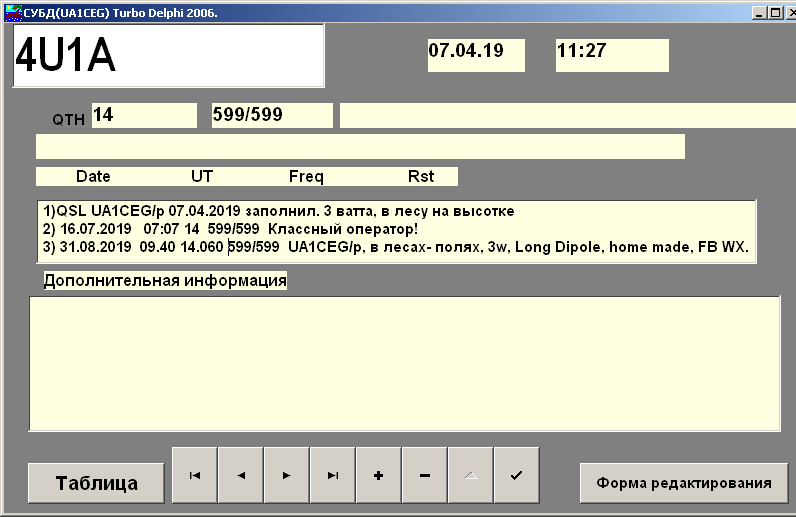 СУБД(UA1CEG) Turbo Delphi 2006.
4U1A
07.04.19 11:27
QTH 14 599/599
Date UT Freq Rst
1)QSL UA1CEG/p 07.04.2019 заполнил. 3 ватта, в лесу на высотке
2) 16.07.2019 07:07 14 599/599 Классный оператор!
3) 31.08.2019 09.40 14.060 599/599 UA1CEG/p, в лесах- полях, 3w, Long Dipole, home made, FB WX.
Дополнительная информация
Таблица
Форма редактирования